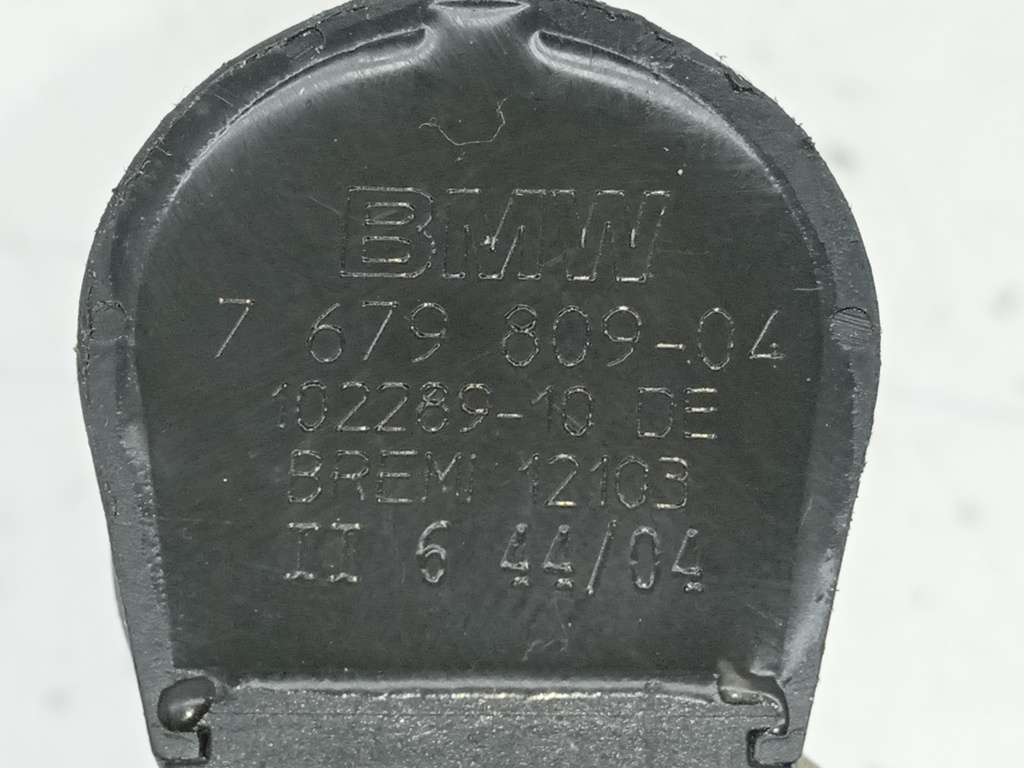 BMW
7 679 809-04
102289-10 DE
BREMI 12103
II 6 44/04